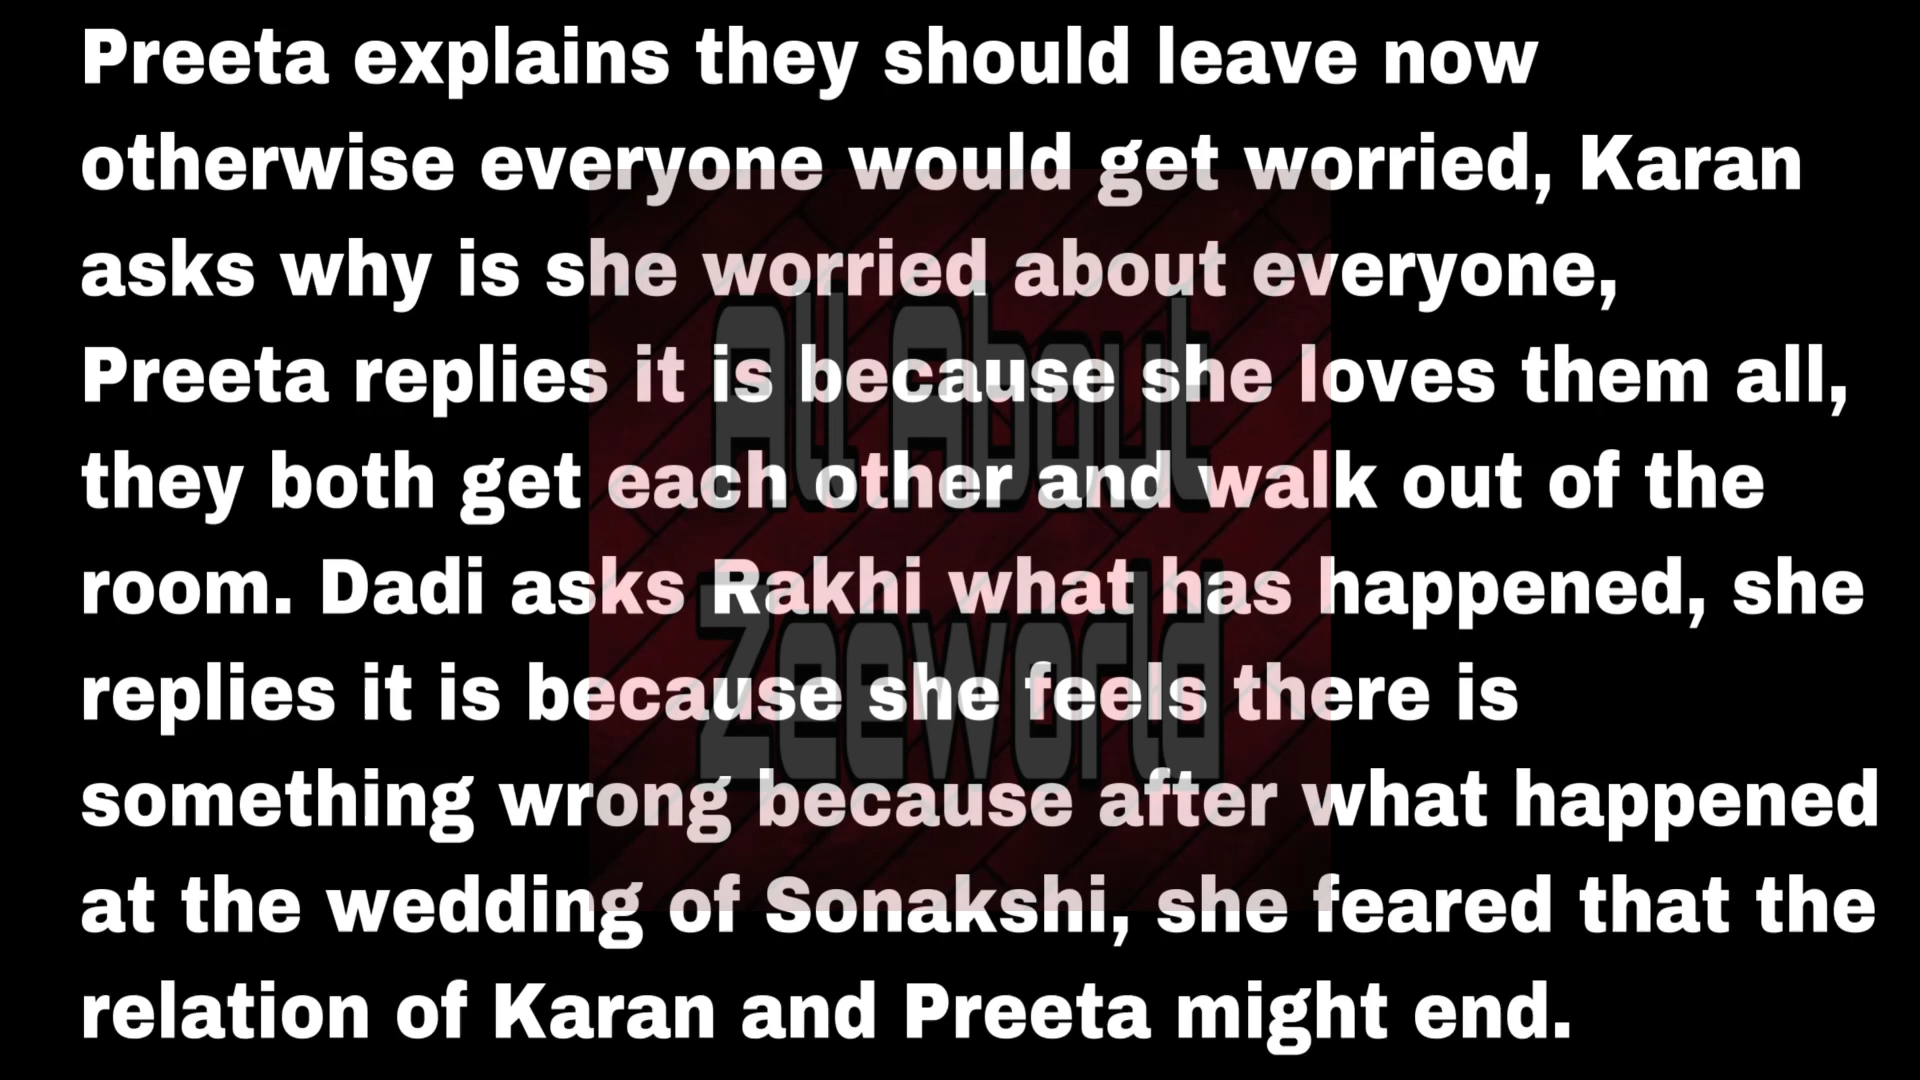 Preeta explains they should leave now
otherwise everyone would get worried, Karan
asks why is she worried about everyone,
Preeta replies it is because she loves them all,
they both get each other and walk out of the
room. Dadi asks Rakhi what has happened, she
replies it is because she feels there is
something wrong because after what happened
at the wedding of Sonakshi, she feared that the
relation of Karan and Preeta might end.
All About
Zeeworld